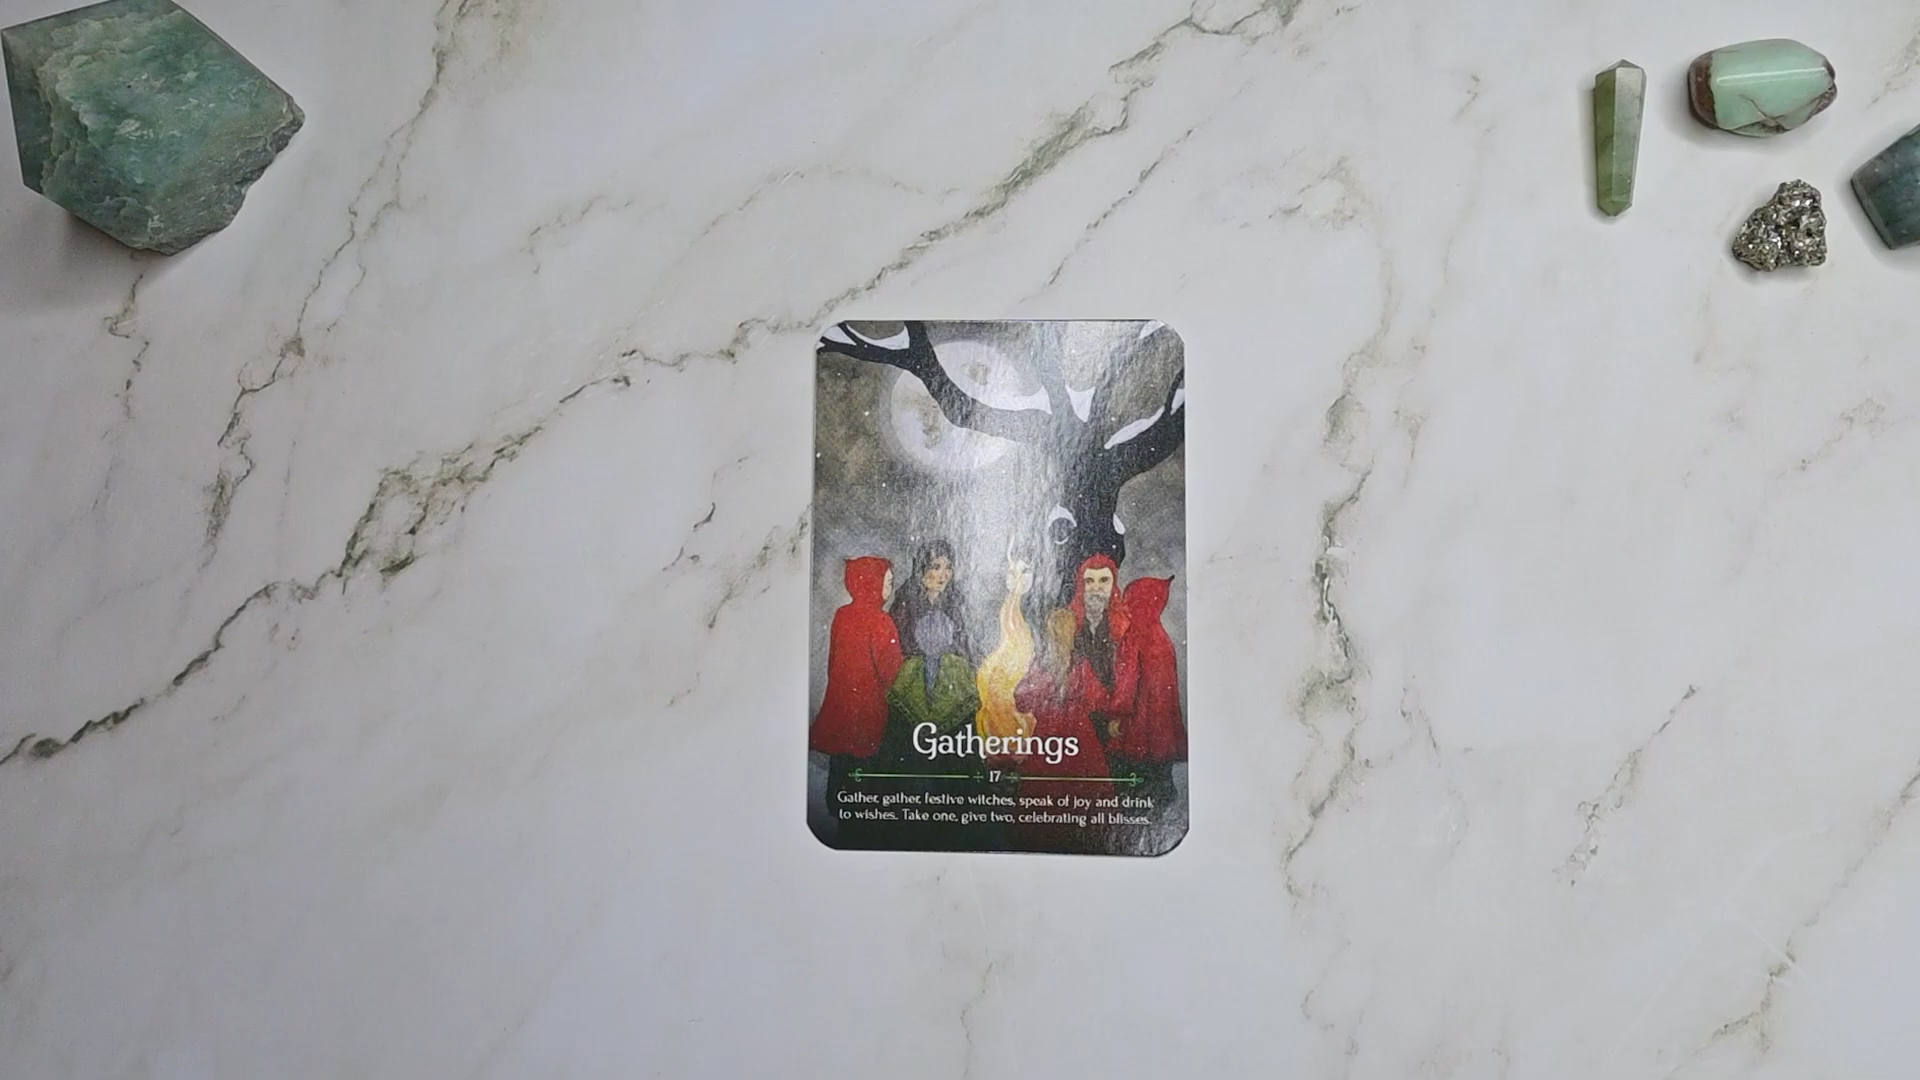 Gatherings
17
Gather, gather, festive witches, speak of joy and drink
to wishes. Take one, give two, celebrating all blisses.